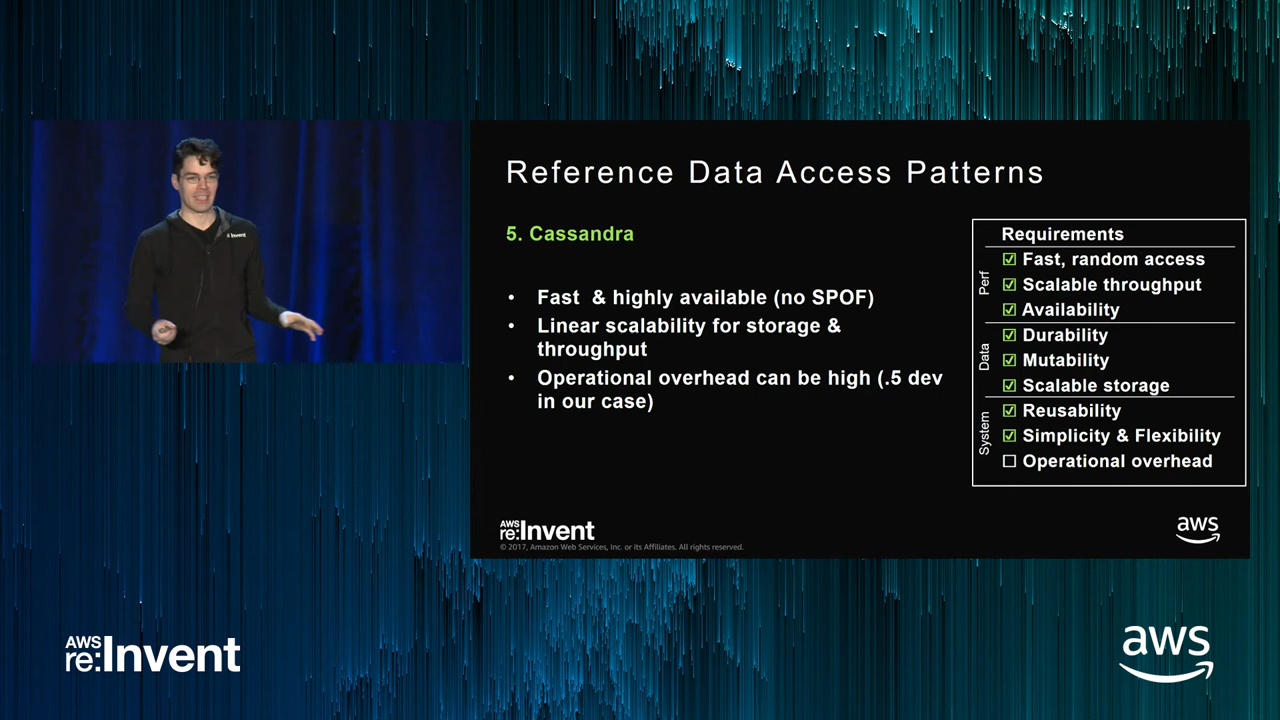 Reference Data Access Patterns
5. Cassandra
• Fast & highly available (no SPOF)
• Linear scalability for storage &
throughput
• Operational overhead can be high (.5 dev
in our case)
Requirements
Perf
Fast, random access
Scalable throughput
Availability
Data
Durability
Mutability
Scalable storage
System
Reusability
Simplicity & Flexibility
Operational overhead
AWS
re:Invent
© 2017, Amazon Web Services, Inc. or its Affiliates. All rights reserved.
aws
AWS
re:Invent
aws